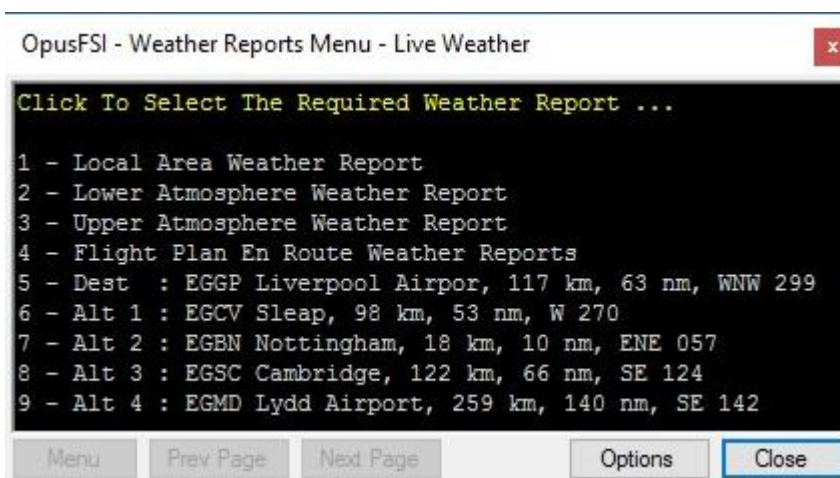 OpusFSI - Weather Reports Menu - Live Weather
x
Click To Select The Required Weather Report ...
1 - Local Area Weather Report
2 - Lower Atmosphere Weather Report
3 - Upper Atmosphere Weather Report
4 - Flight Plan En Route Weather Reports
5 - Dest  : EGGP Liverpool Airpor, 117 km, 63 nm, WNW 299
6 - Alt 1 : EGCV Sleap, 98 km, 53 nm, W 270
7 - Alt 2 : EGBN Nottingham, 18 km, 10 nm, ENE 057
8 - Alt 3 : EGSC Cambridge, 122 km, 66 nm, SE 124
9 - Alt 4 : EGMD Lydd Airport, 259 km, 140 nm, SE 142
Menu Prev Page Next Page Options Close